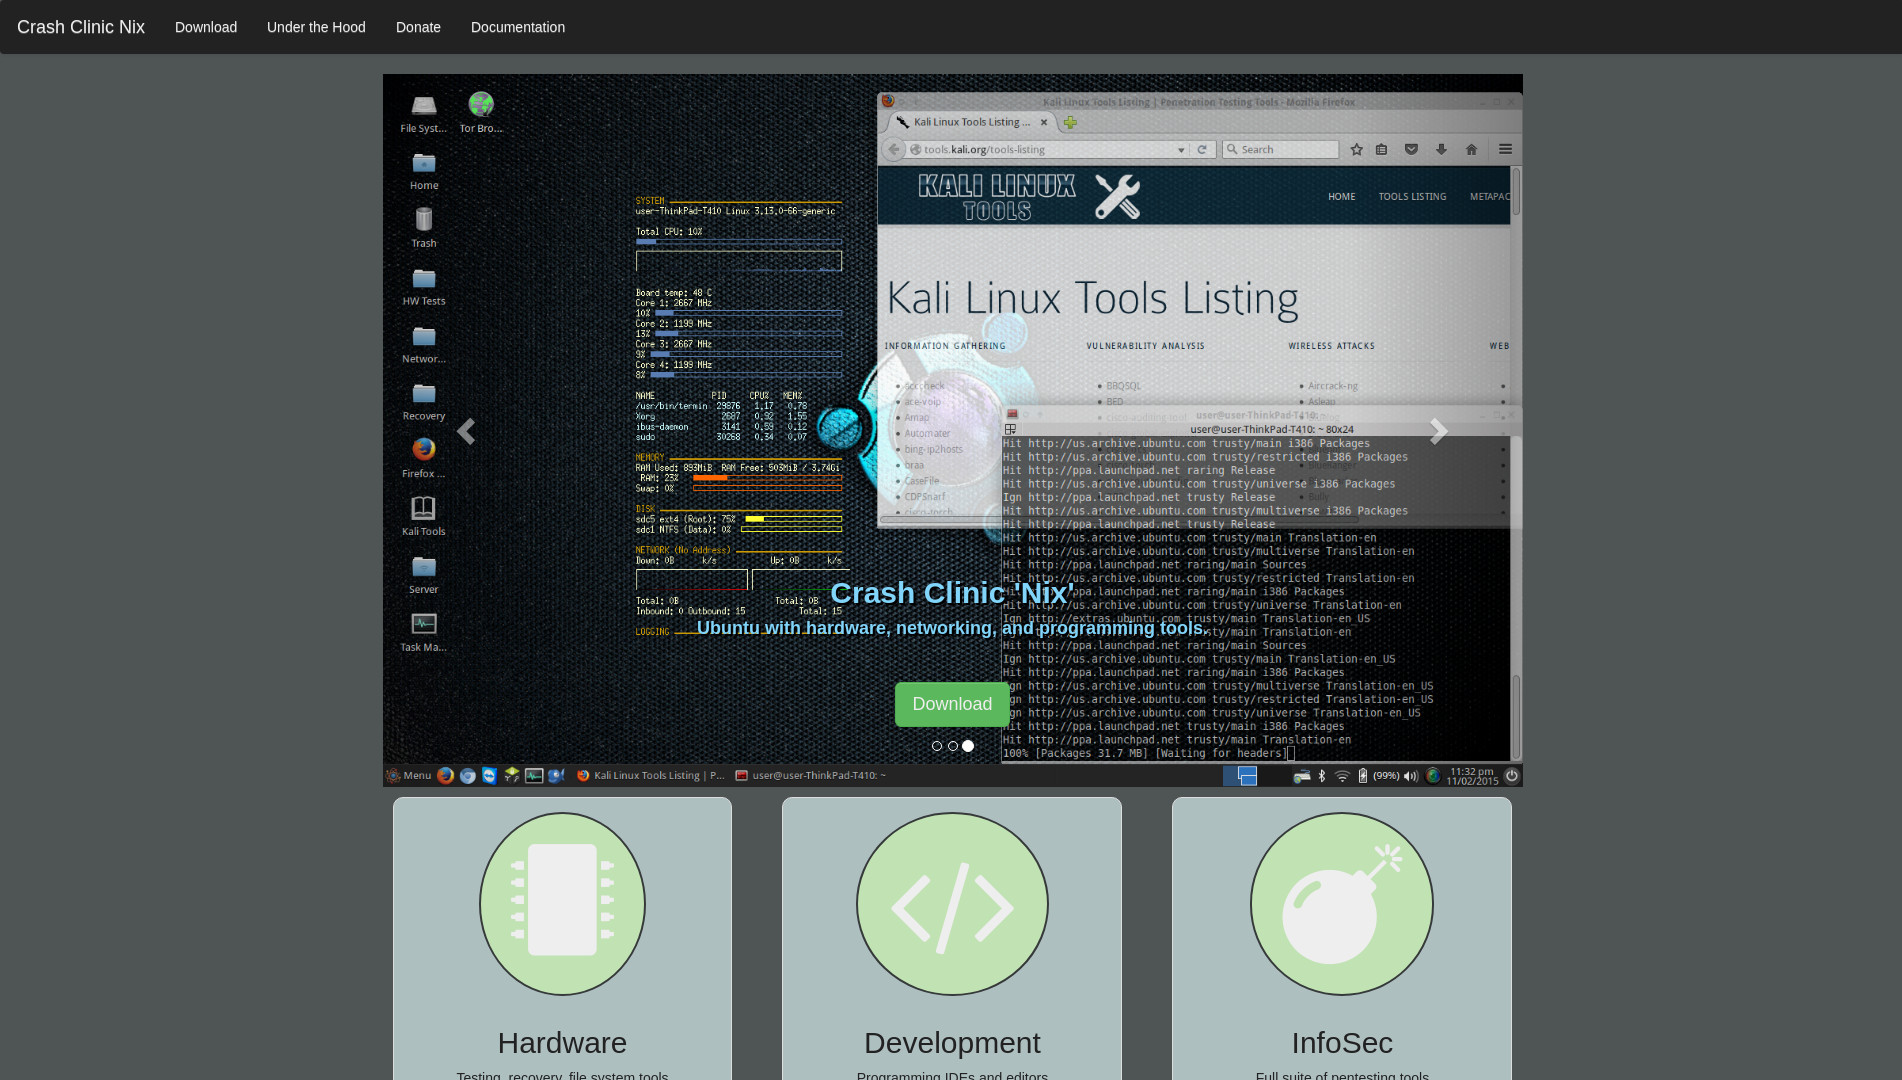 Crash Clinic Nix Download Under the Hood Donate Documentation
File Syst... Tor Bro...
Home
Trash
HW Tests
Networ...
Recovery
Firefox ...
Kali Tools
Server
Task Ma...
SYSTEM
user-ThinkPad-T410 Linux 3.13.0-66-generic
Total CPU: 10%
Board temp: 48 C
Core 1: 2667 MHz
10%
Core 2: 1199 MHz
13%
Core 3: 2667 MHz
9%
Core 4: 1199 MHz
8%
NAME PID CPU% MEM%
/usr/bin/termin 29876 1.17 0.78
Xorg 2687 0.92 1.55
ibus-daemon 3141 0.59 0.12
sudo 30268 0.34 0.07
MEMORY
RAM Used: 893MiB RAM Free: 503MiB / 3.74Gi
RAM: 23%
Swap: 0%
DISK
sdc5 ext4 (Root): 75%
sdc1 NTFS (Data): 0%
NETWORK (No Address)
Down: 0B k/s Up: 0B k/s
Total: 0B Total: 0B
Inbound: 0 Outbound: 15 Total: 15
LOGGING
Kali Linux Tools Listing | Penetration Testing Tools - Mozilla Firefox
Kali Linux Tools Listing ...
tools.kali.org/tools-listing Search
KALI LINUX
TOOLS
HOME TOOLS LISTING METAPAC
Kali Linux Tools Listing
INFORMATION GATHERING VULNERABILITY ANALYSIS WIRELESS ATTACKS WEB
acccheck BBQSQL Aircrack-ng
ace-voip BED Asleap
Amap
Automater
bing-ip2hosts
braa
CaseFile
CDPSnarf
cisco-torch
user@user-ThinkPad-T410:
user@user-ThinkPad-T410: ~ 80x24
Hit http://us.archive.ubuntu.com trusty/main i386 Packages
Hit http://us.archive.ubuntu.com trusty/restricted i386 Packages
Hit http://ppa.launchpad.net raring Release
Hit http://us.archive.ubuntu.com trusty/universe i386 Packages
Ign http://ppa.launchpad.net trusty Release
Hit http://us.archive.ubuntu.com trusty/multiverse i386 Packages
Hit http://ppa.launchpad.net trusty Release
Hit http://us.archive.ubuntu.com trusty/main Translation-en
Hit http://us.archive.ubuntu.com trusty/multiverse Translation-en
Hit http://ppa.launchpad.net raring/main Sources
Hit http://us.archive.ubuntu.com trusty/restricted Translation-en
Hit http://ppa.launchpad.net raring/main i386 Packages
Hit http://us.archive.ubuntu.com trusty/universe Translation-en
Ign http://extras.ubuntu.com trusty/main Translation-en_US
Hit http://ppa.launchpad.net raring/main Translation-en
Hit http://ppa.launchpad.net raring/main Sources
Ign http://us.archive.ubuntu.com trusty/main Translation-en_US
Hit http://ppa.launchpad.net raring/main i386 Packages
Ign http://us.archive.ubuntu.com trusty/multiverse Translation-en_US
Ign http://us.archive.ubuntu.com trusty/restricted Translation-en_US
Ign http://us.archive.ubuntu.com trusty/universe Translation-en_US
Hit http://ppa.launchpad.net trusty/main i386 Packages
Hit http://ppa.launchpad.net trusty/main Translation-en
100% [Packages 31.7 MB] [Waiting for headers]
Crash Clinic 'Nix'
Ubuntu with hardware, networking, and programming tools.
Download
Menu Kali Linux Tools Listing | P... user@user-ThinkPad-T410: ~ (99%) 11:32 pm
11/02/2015
Hardware Development InfoSec
Testing, recovery, file system tools Programming IDEs and editors Full suite of pentesting tools